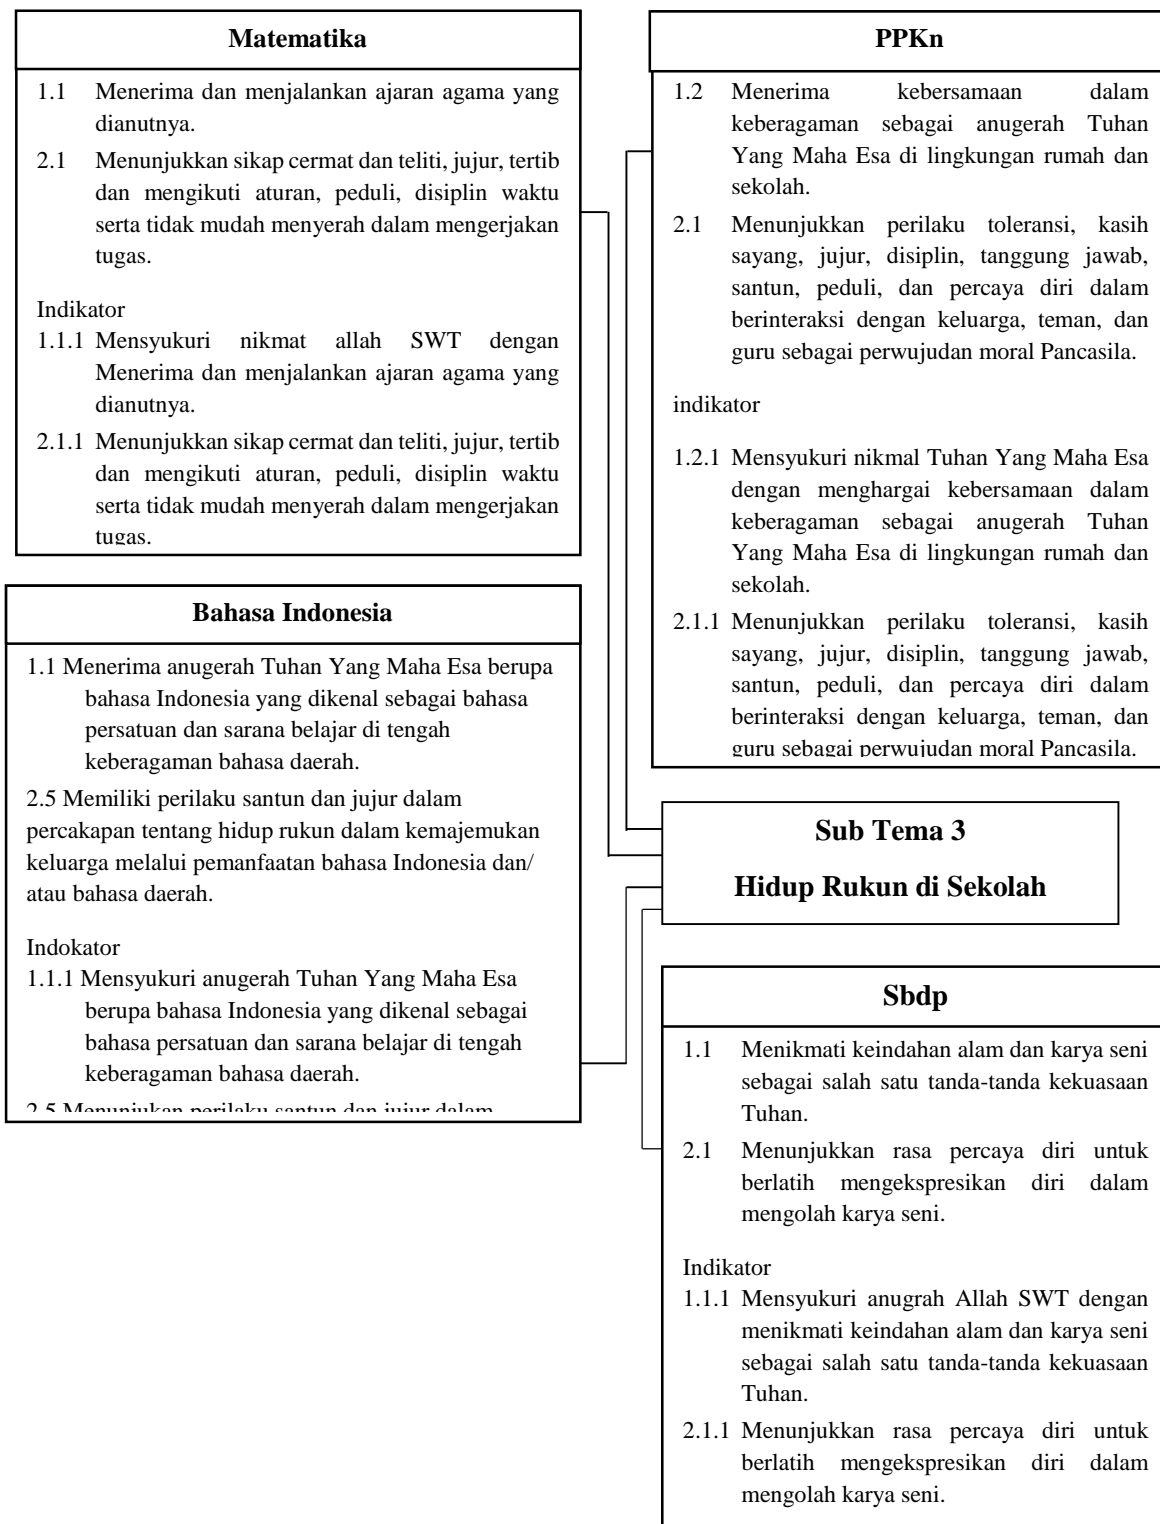 Matematika
1.1 Menerima dan menjalankan ajaran agama yang
dianutnya.
2.1 Menunjukkan sikap cermat dan teliti, jujur, tertib
dan mengikuti aturan, peduli, disiplin waktu
serta tidak mudah menyerah dalam mengerjakan
tugas.
Indikator
1.1.1 Mensyukuri nikmat allah SWT dengan
Menerima dan menjalankan ajaran agama yang
dianutnya.
2.1.1 Menunjukkan sikap cermat dan teliti, jujur, tertib
dan mengikuti aturan, peduli, disiplin waktu
serta tidak mudah menyerah dalam mengerjakan
tugas.
PPKn
1.2 Menerima kebersamaan dalam
keberagaman sebagai anugerah Tuhan
Yang Maha Esa di lingkungan rumah dan
sekolah.
2.1 Menunjukkan perilaku toleransi, kasih
sayang, jujur, disiplin, tanggung jawab,
santun, peduli, dan percaya diri dalam
berinteraksi dengan keluarga, teman, dan
guru sebagai perwujudan moral Pancasila.
indikator
1.2.1 Mensyukuri nikmal Tuhan Yang Maha Esa
dengan menghargai kebersamaan dalam
keberagaman sebagai anugerah Tuhan
Yang Maha Esa di lingkungan rumah dan
sekolah.
2.1.1 Menunjukkan perilaku toleransi, kasih
sayang, jujur, disiplin, tanggung jawab,
santun, peduli, dan percaya diri dalam
berinteraksi dengan keluarga, teman, dan
guru sebagai perwujudan moral Pancasila.
Bahasa Indonesia
1.1 Menerima anugerah Tuhan Yang Maha Esa berupa
bahasa Indonesia yang dikenal sebagai bahasa
persatuan dan sarana belajar di tengah
keberagaman bahasa daerah.
2.5 Memiliki perilaku santun dan jujur dalam
percakapan tentang hidup rukun dalam kemajemukan
keluarga melalui pemanfaatan bahasa Indonesia dan/
atau bahasa daerah.
Indokator
1.1.1 Mensyukuri anugerah Tuhan Yang Maha Esa
berupa bahasa Indonesia yang dikenal sebagai
bahasa persatuan dan sarana belajar di tengah
keberagaman bahasa daerah.
2.5 Menunjukan perilaku santun dan jujur dalam
Sub Tema 3
Hidup Rukun di Sekolah
Sbdp
1.1 Menikmati keindahan alam dan karya seni
sebagai salah satu tanda-tanda kekuasaan
Tuhan.
2.1 Menunjukkan rasa percaya diri untuk
berlatih mengekspresikan diri dalam
mengolah karya seni.
Indikator
1.1.1 Mensyukuri anugrah Allah SWT dengan
menikmati keindahan alam dan karya seni
sebagai salah satu tanda-tanda kekuasaan
Tuhan.
2.1.1 Menunjukkan rasa percaya diri untuk
berlatih mengekspresikan diri dalam
mengolah karya seni.